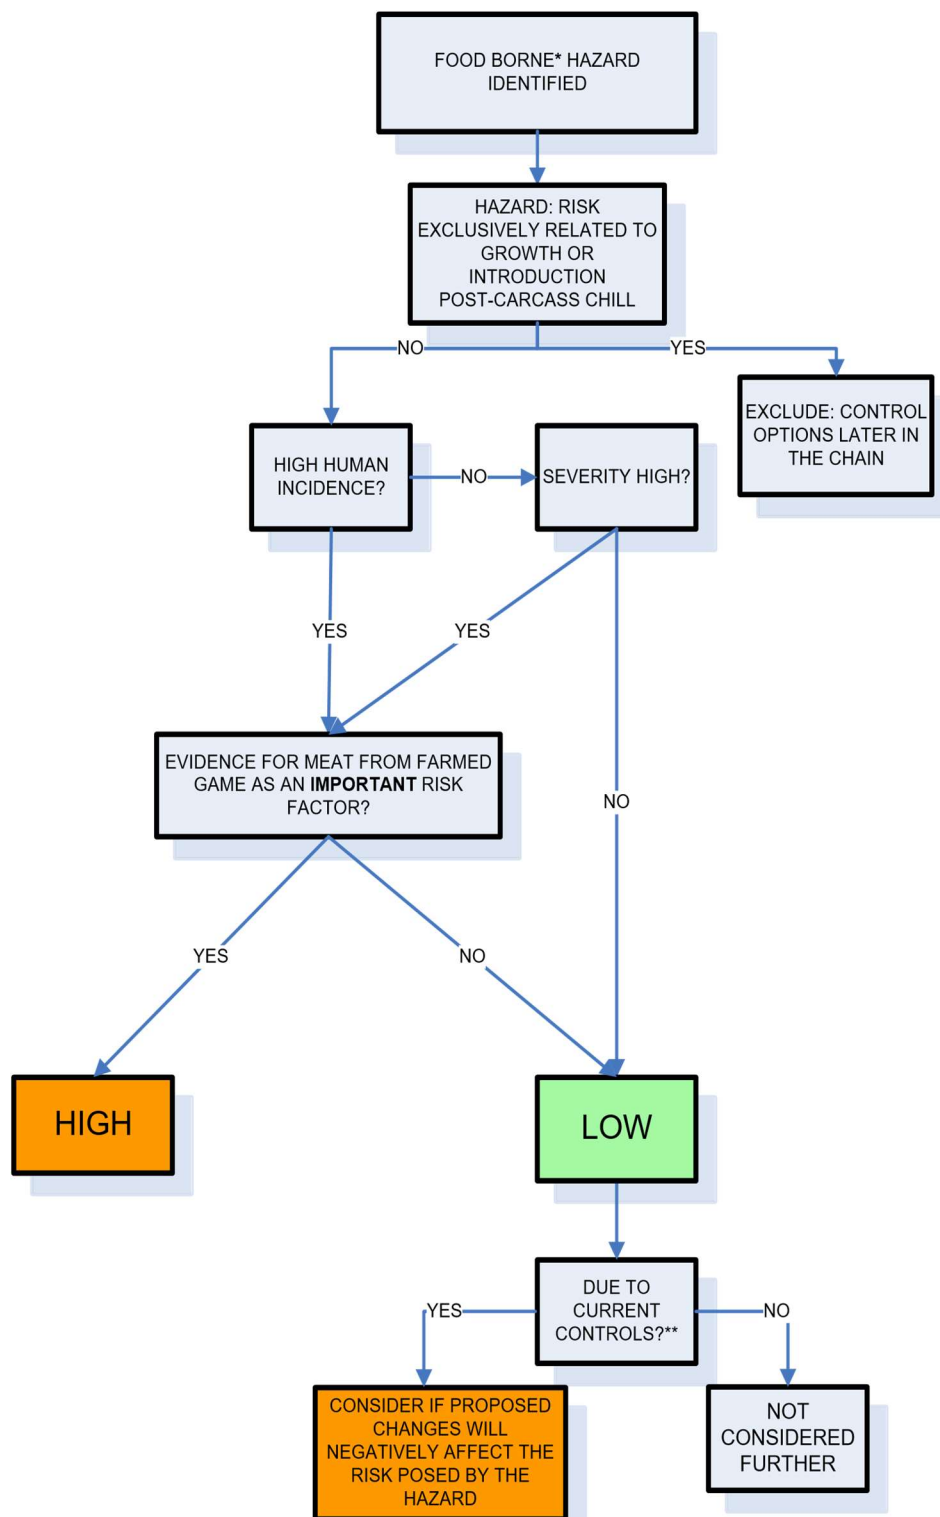 FOOD BORNE* HAZARD
IDENTIFIED
HAZARD: RISK
EXCLUSIVELY RELATED TO
GROWTH OR
INTRODUCTION
POST-CARCASS CHILL
NO
YES
EXCLUDE: CONTROL
OPTIONS LATER IN
THE CHAIN
HIGH HUMAN
INCIDENCE?
NO
SEVERITY HIGH?
YES
YES
EVIDENCE FOR MEAT FROM FARMED
GAME AS AN IMPORTANT RISK
FACTOR?
NO
YES
NO
HIGH
LOW
DUE TO
CURRENT
CONTROLS?**
YES
NO
CONSIDER IF PROPOSED
CHANGES WILL
NEGATIVELY AFFECT THE
RISK POSED BY THE
HAZARD
NOT
CONSIDERED
FURTHER